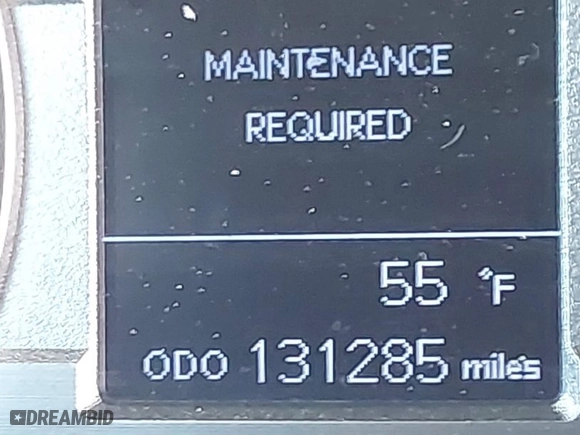 MAINTENANCE
REQUIRED
55 °F
ODO 131285 miles
DREAMBID